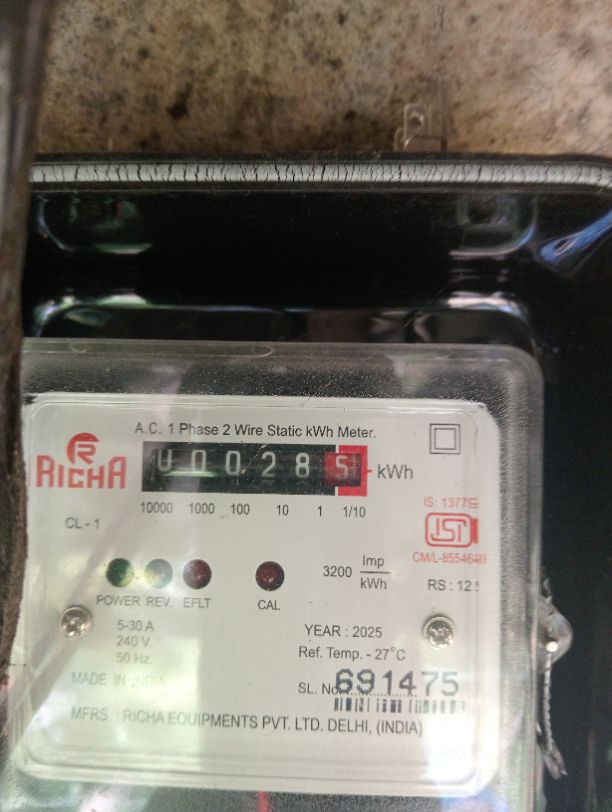 A.C. 1 Phase 2 Wire Static kWh Meter.
R
RICHA
000285 kWh
10000 1000 100 10 1 1/10
CL - 1
IS: 13779
ISI
CM/L-85546
3200 Imp/kWh
RS : 12
POWER REV. EFLT CAL
5-30 A
240 V.
50 Hz.
YEAR : 2025
Ref. Temp. - 27°C
MADE IN INDIA
SL. No. 691475
MFRS. : RICHA EQUIPMENTS PVT. LTD. DELHI, (INDIA)